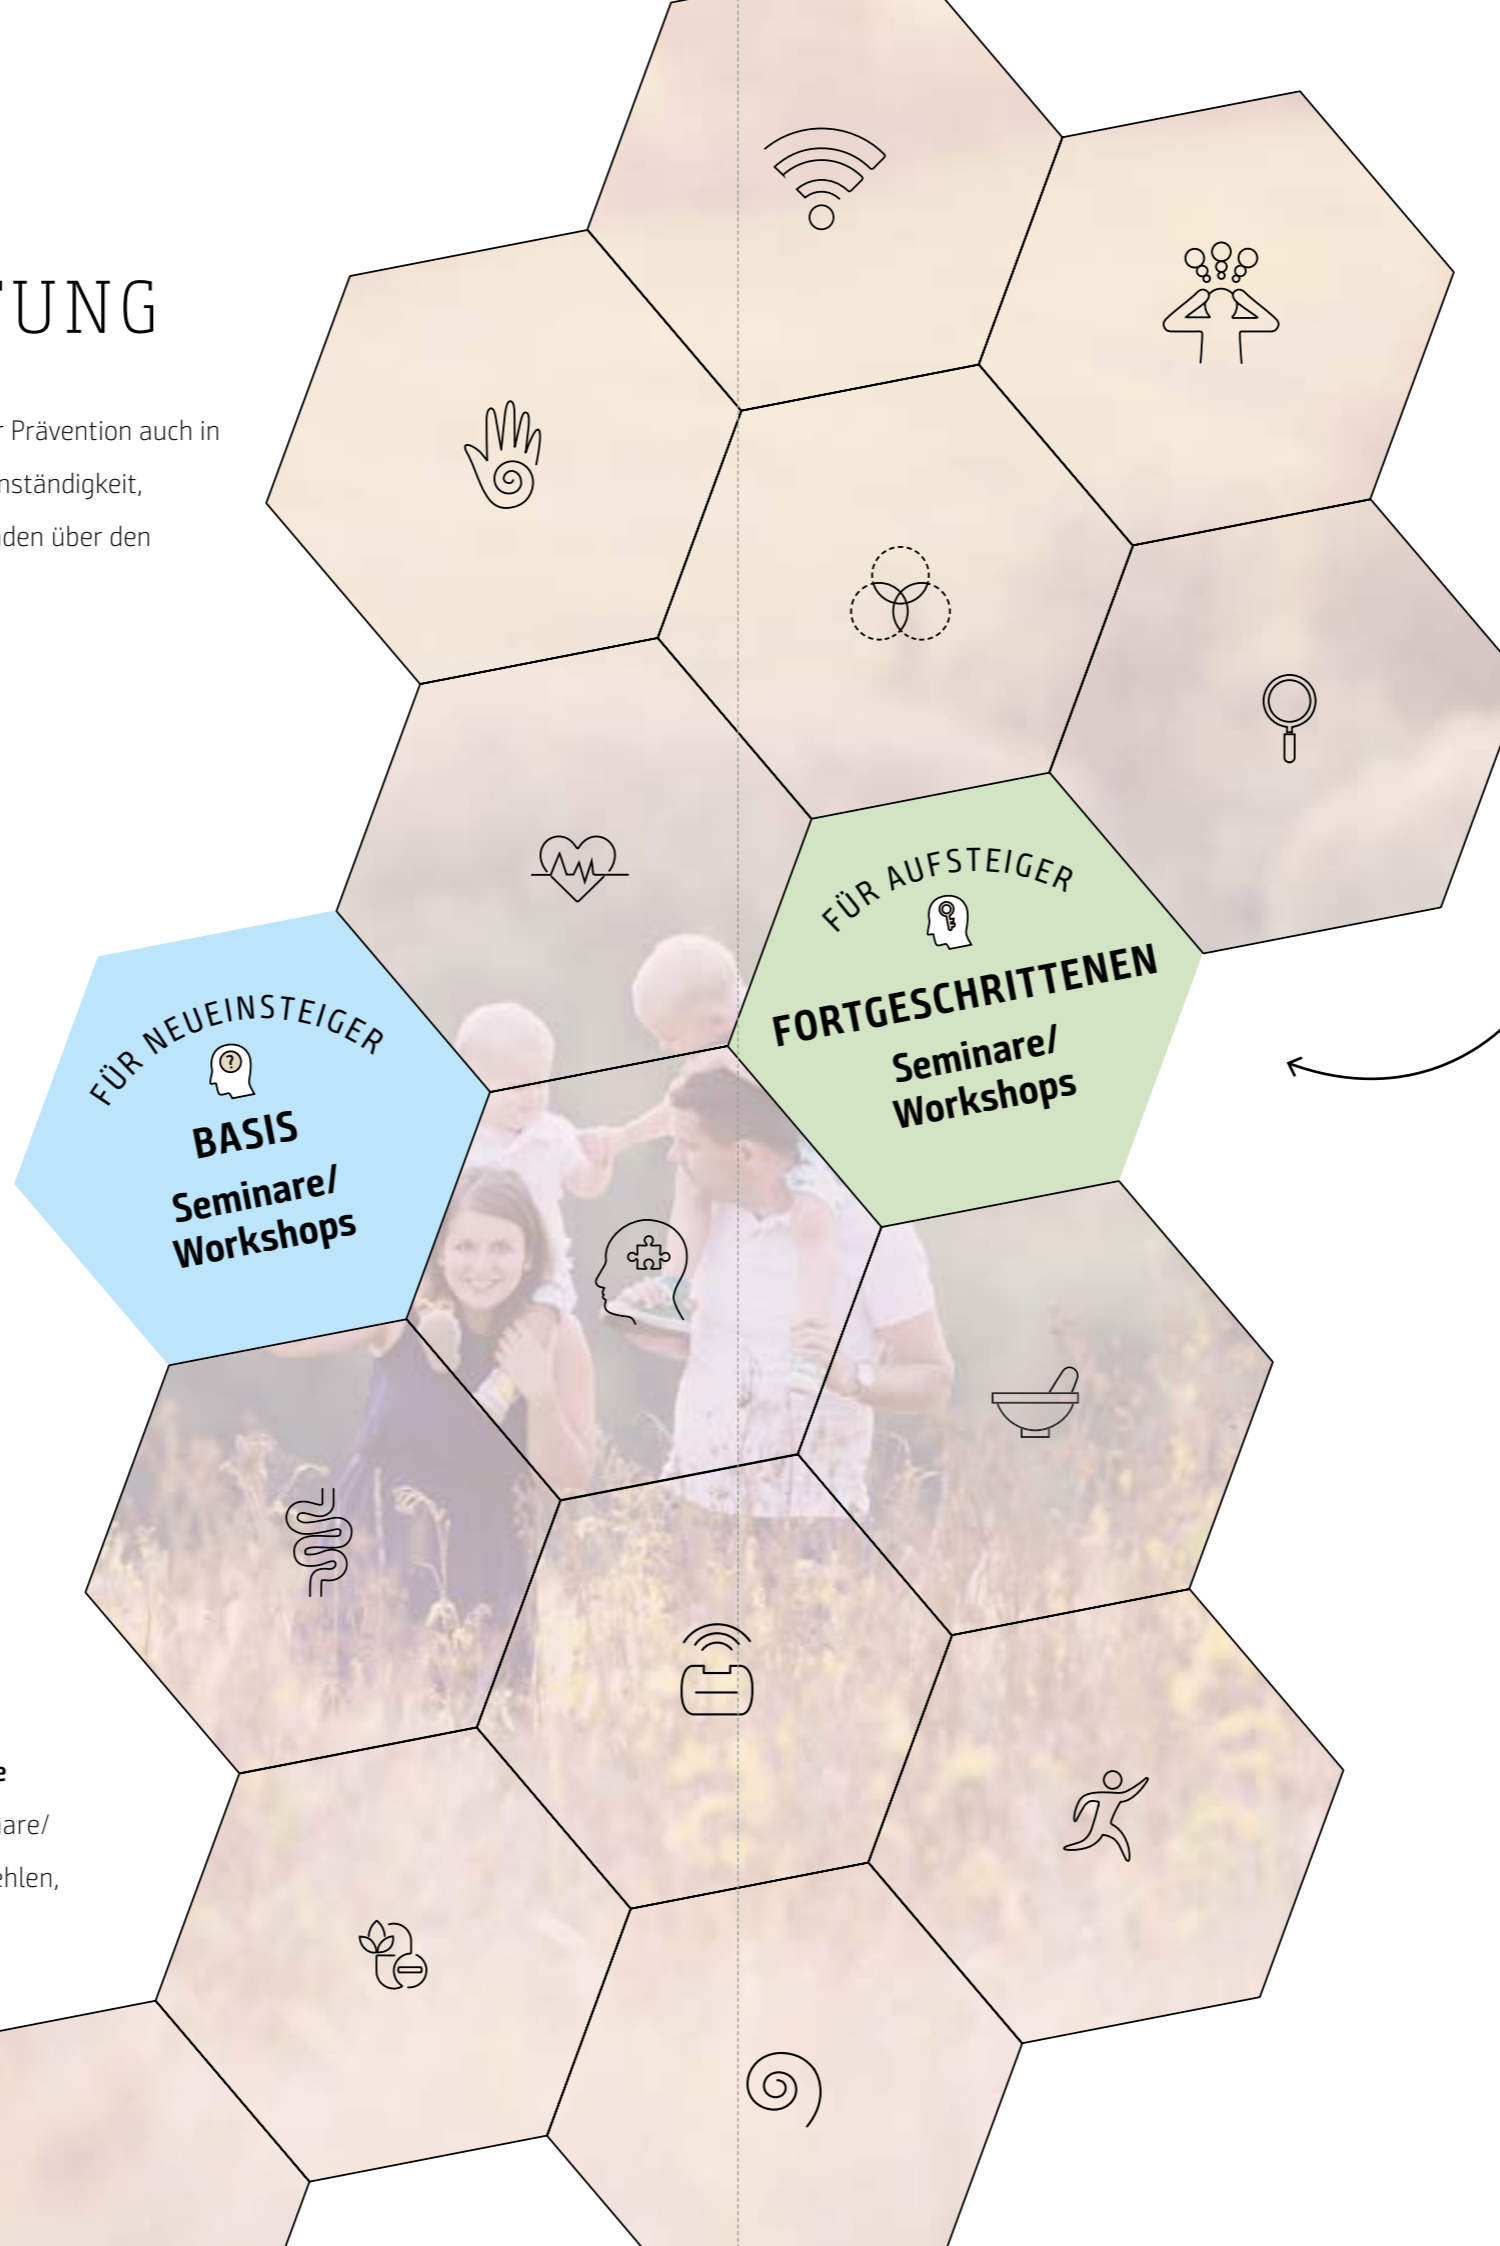 TUNG
r Prävention auch in
nständigkeit,
den über den
FÜR AUFSTEIGER
FORTGESCHRITTENEN
Seminare/
Workshops
FÜR NEUEINSTEIGER
?
BASIS
Seminare/
Workshops
e
are/
ehlen,